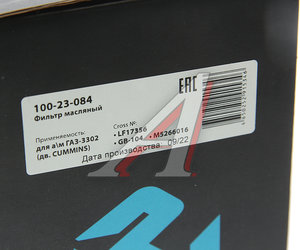 100-23-084
Фильтр масляный
EAC
Применяемость:
для а\м ГАЗ-3302
(дв. CUMMINS)
Cross №:
• LF17356
• GB-104 • M5266016
Дата производства: 09/22